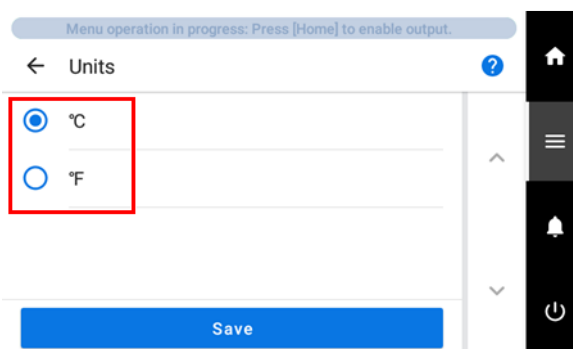 Menu operation in progress: Press [Home] to enable output.
Units
?
℃
℉
Save